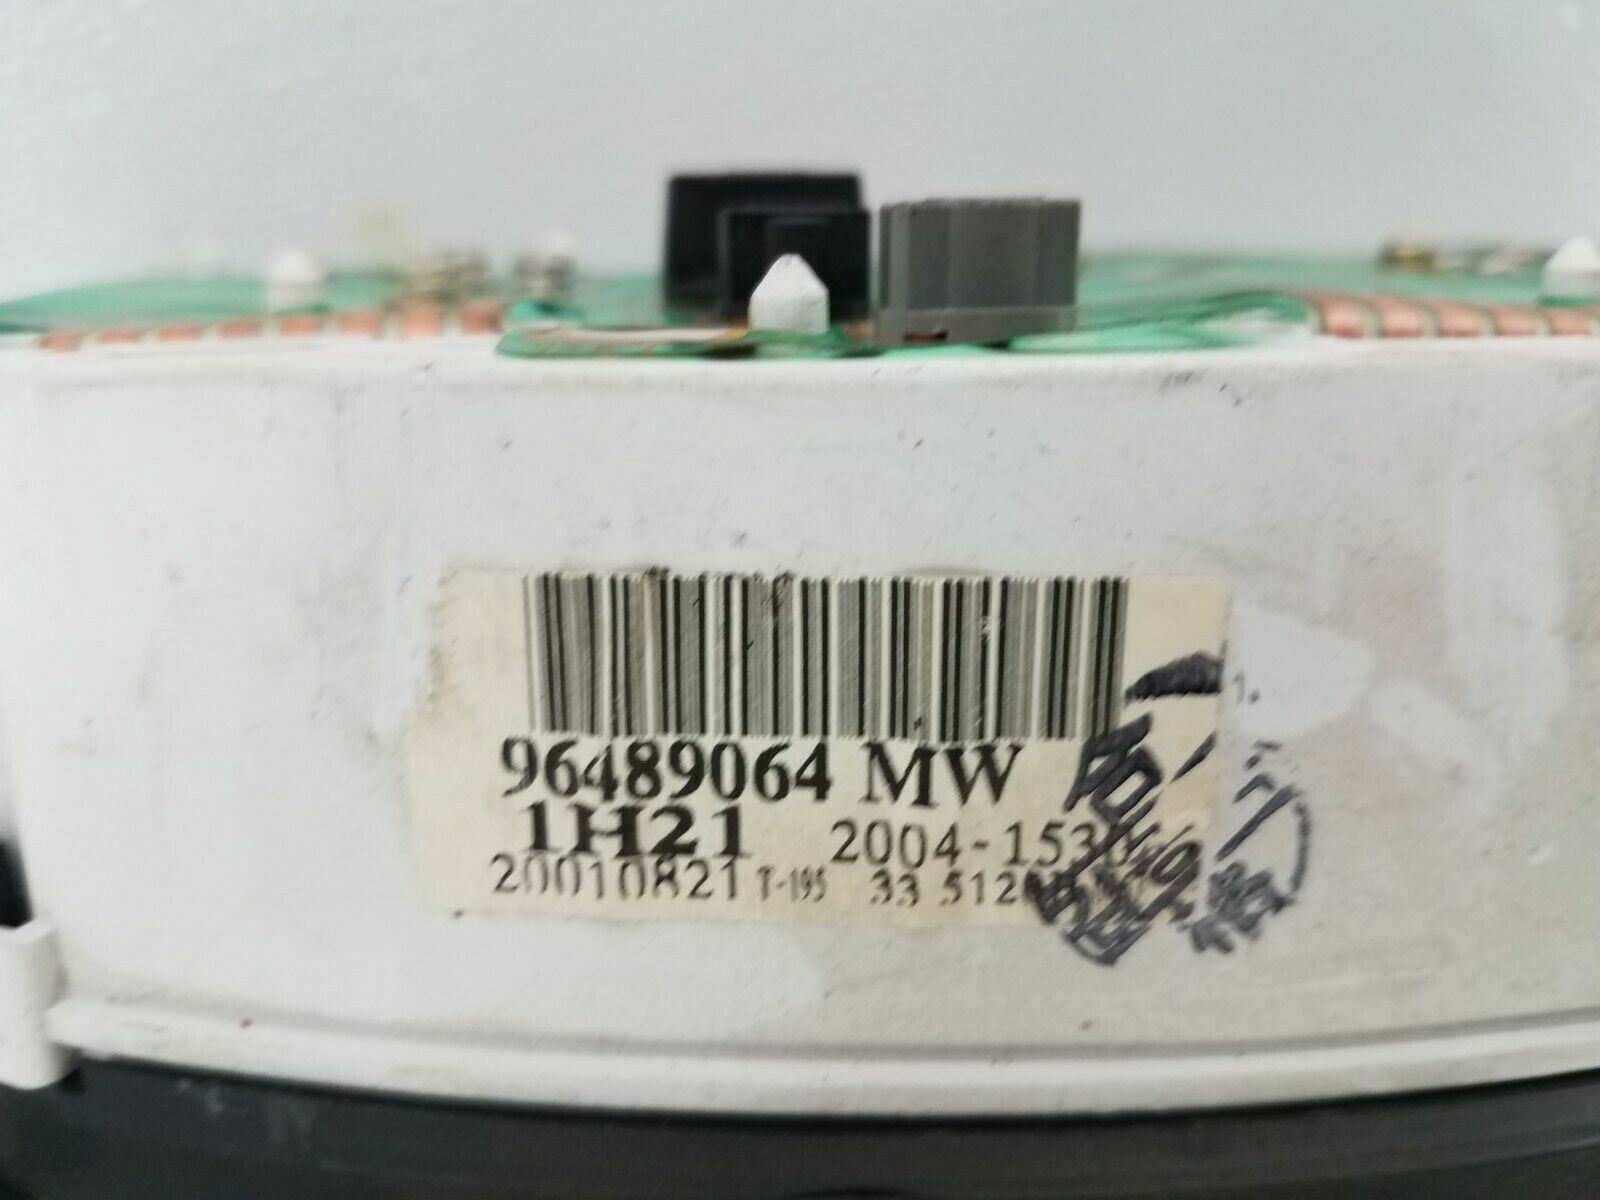 96489064 MW
1H21 2004-153
20010821 T-195 33 512